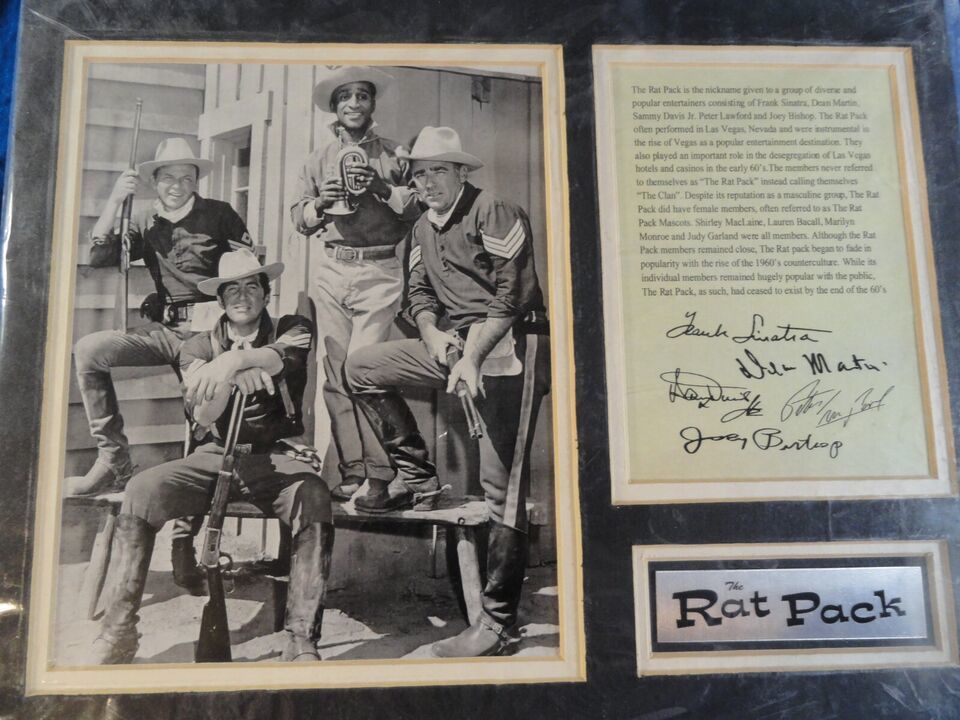 The Rat Pack is the nickname given to a group of diverse and
popular entertainers consisting of Frank Sinatra, Dean Martin,
Sammy Davis Jr. Peter Lawford and Joey Bishop. The Rat Pack
often performed in Las Vegas, Nevada and were instrumental in
the rise of Vegas as a popular entertainment destination. They
also played an important role in the desegregation of Las Vegas
hotels and casinos in the early 60's.The members never referred
to themselves as "The Rat Pack" instead calling themselves
"The Clan". Despite its reputation as a masculine group, The Rat
Pack did have female members, often referred to as The Rat
Pack Mascots. Shirley MacLaine, Lauren Bacall, Marilyn
Monroe and Judy Garland were all members. Although the Rat
Pack members remained close, The Rat pack began to fade in
popularity with the rise of the 1960's counterculture. While its
individual members remained hugely popular with the public,
The Rat Pack, as such, had ceased to exist by the end of the 60's
Frank Sinatra
Dean Martin
Sammy Davis Jr
Peter Lawford
Joey Bishop
The
Rat Pack